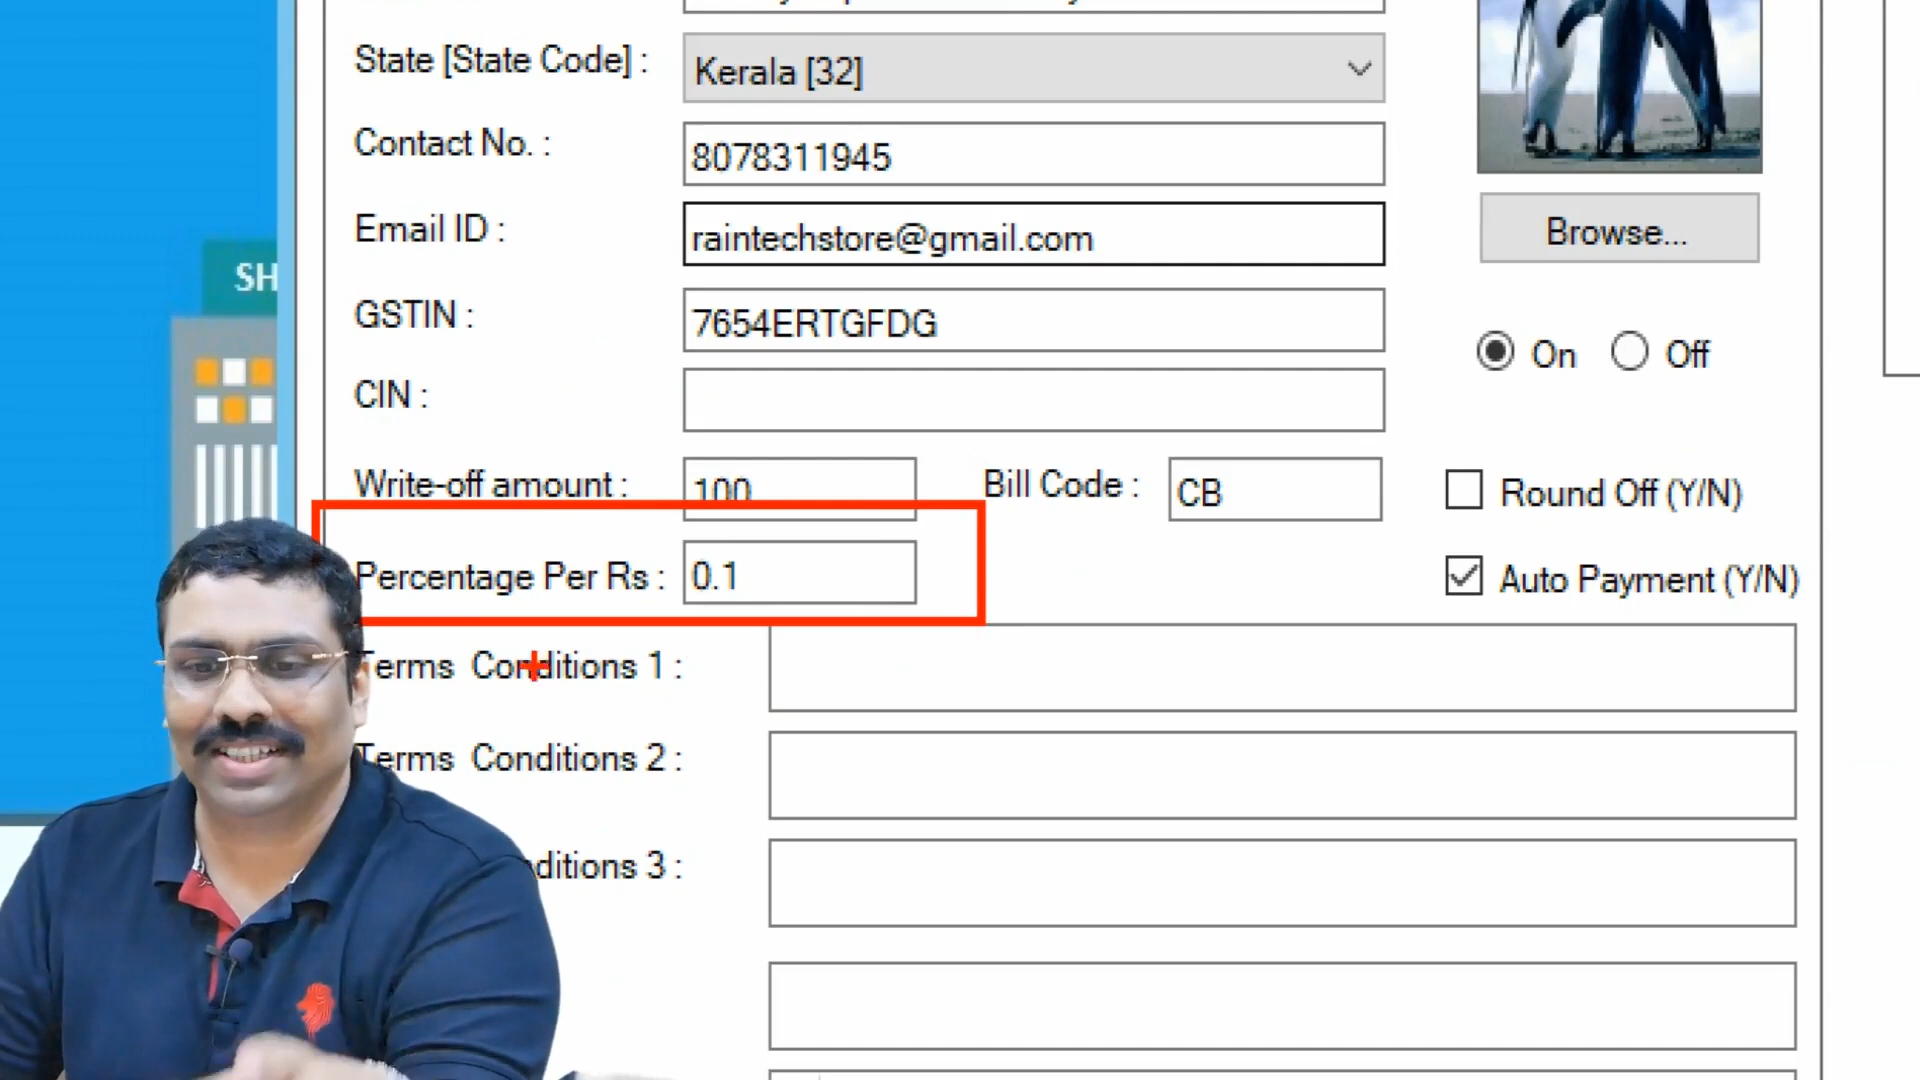 State [State Code] : Kerala [32]
Contact No. : 8078311945
Email ID : raintechstore@gmail.com
Browse...
SH
GSTIN : 7654ERTGFDG
On Off
CIN :
Write-off amount : 100 Bill Code : CB Round Off (Y/N)
Percentage Per Rs : 0.1 Auto Payment (Y/N)
Terms Conditions 1 :
Terms Conditions 2 :
ditions 3 :